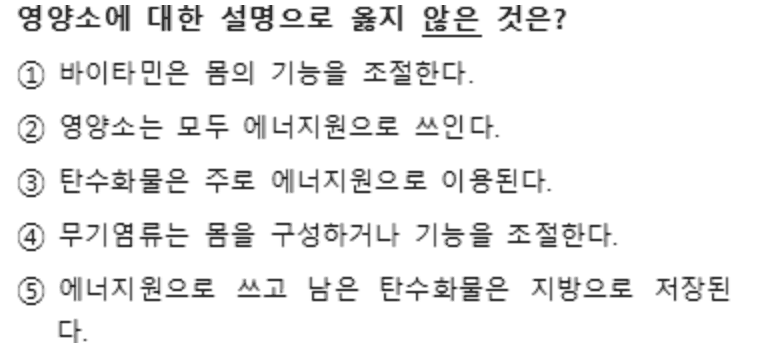 영양소에 대한 설명으로 옳지 않은 것은?
① 바이타민은 몸의 기능을 조절한다.
② 영양소는 모두 에너지원으로 쓰인다.
③ 탄수화물은 주로 에너지원으로 이용된다.
④ 무기염류는 몸을 구성하거나 기능을 조절한다.
⑤ 에너지원으로 쓰고 남은 탄수화물은 지방으로 저장된
다.